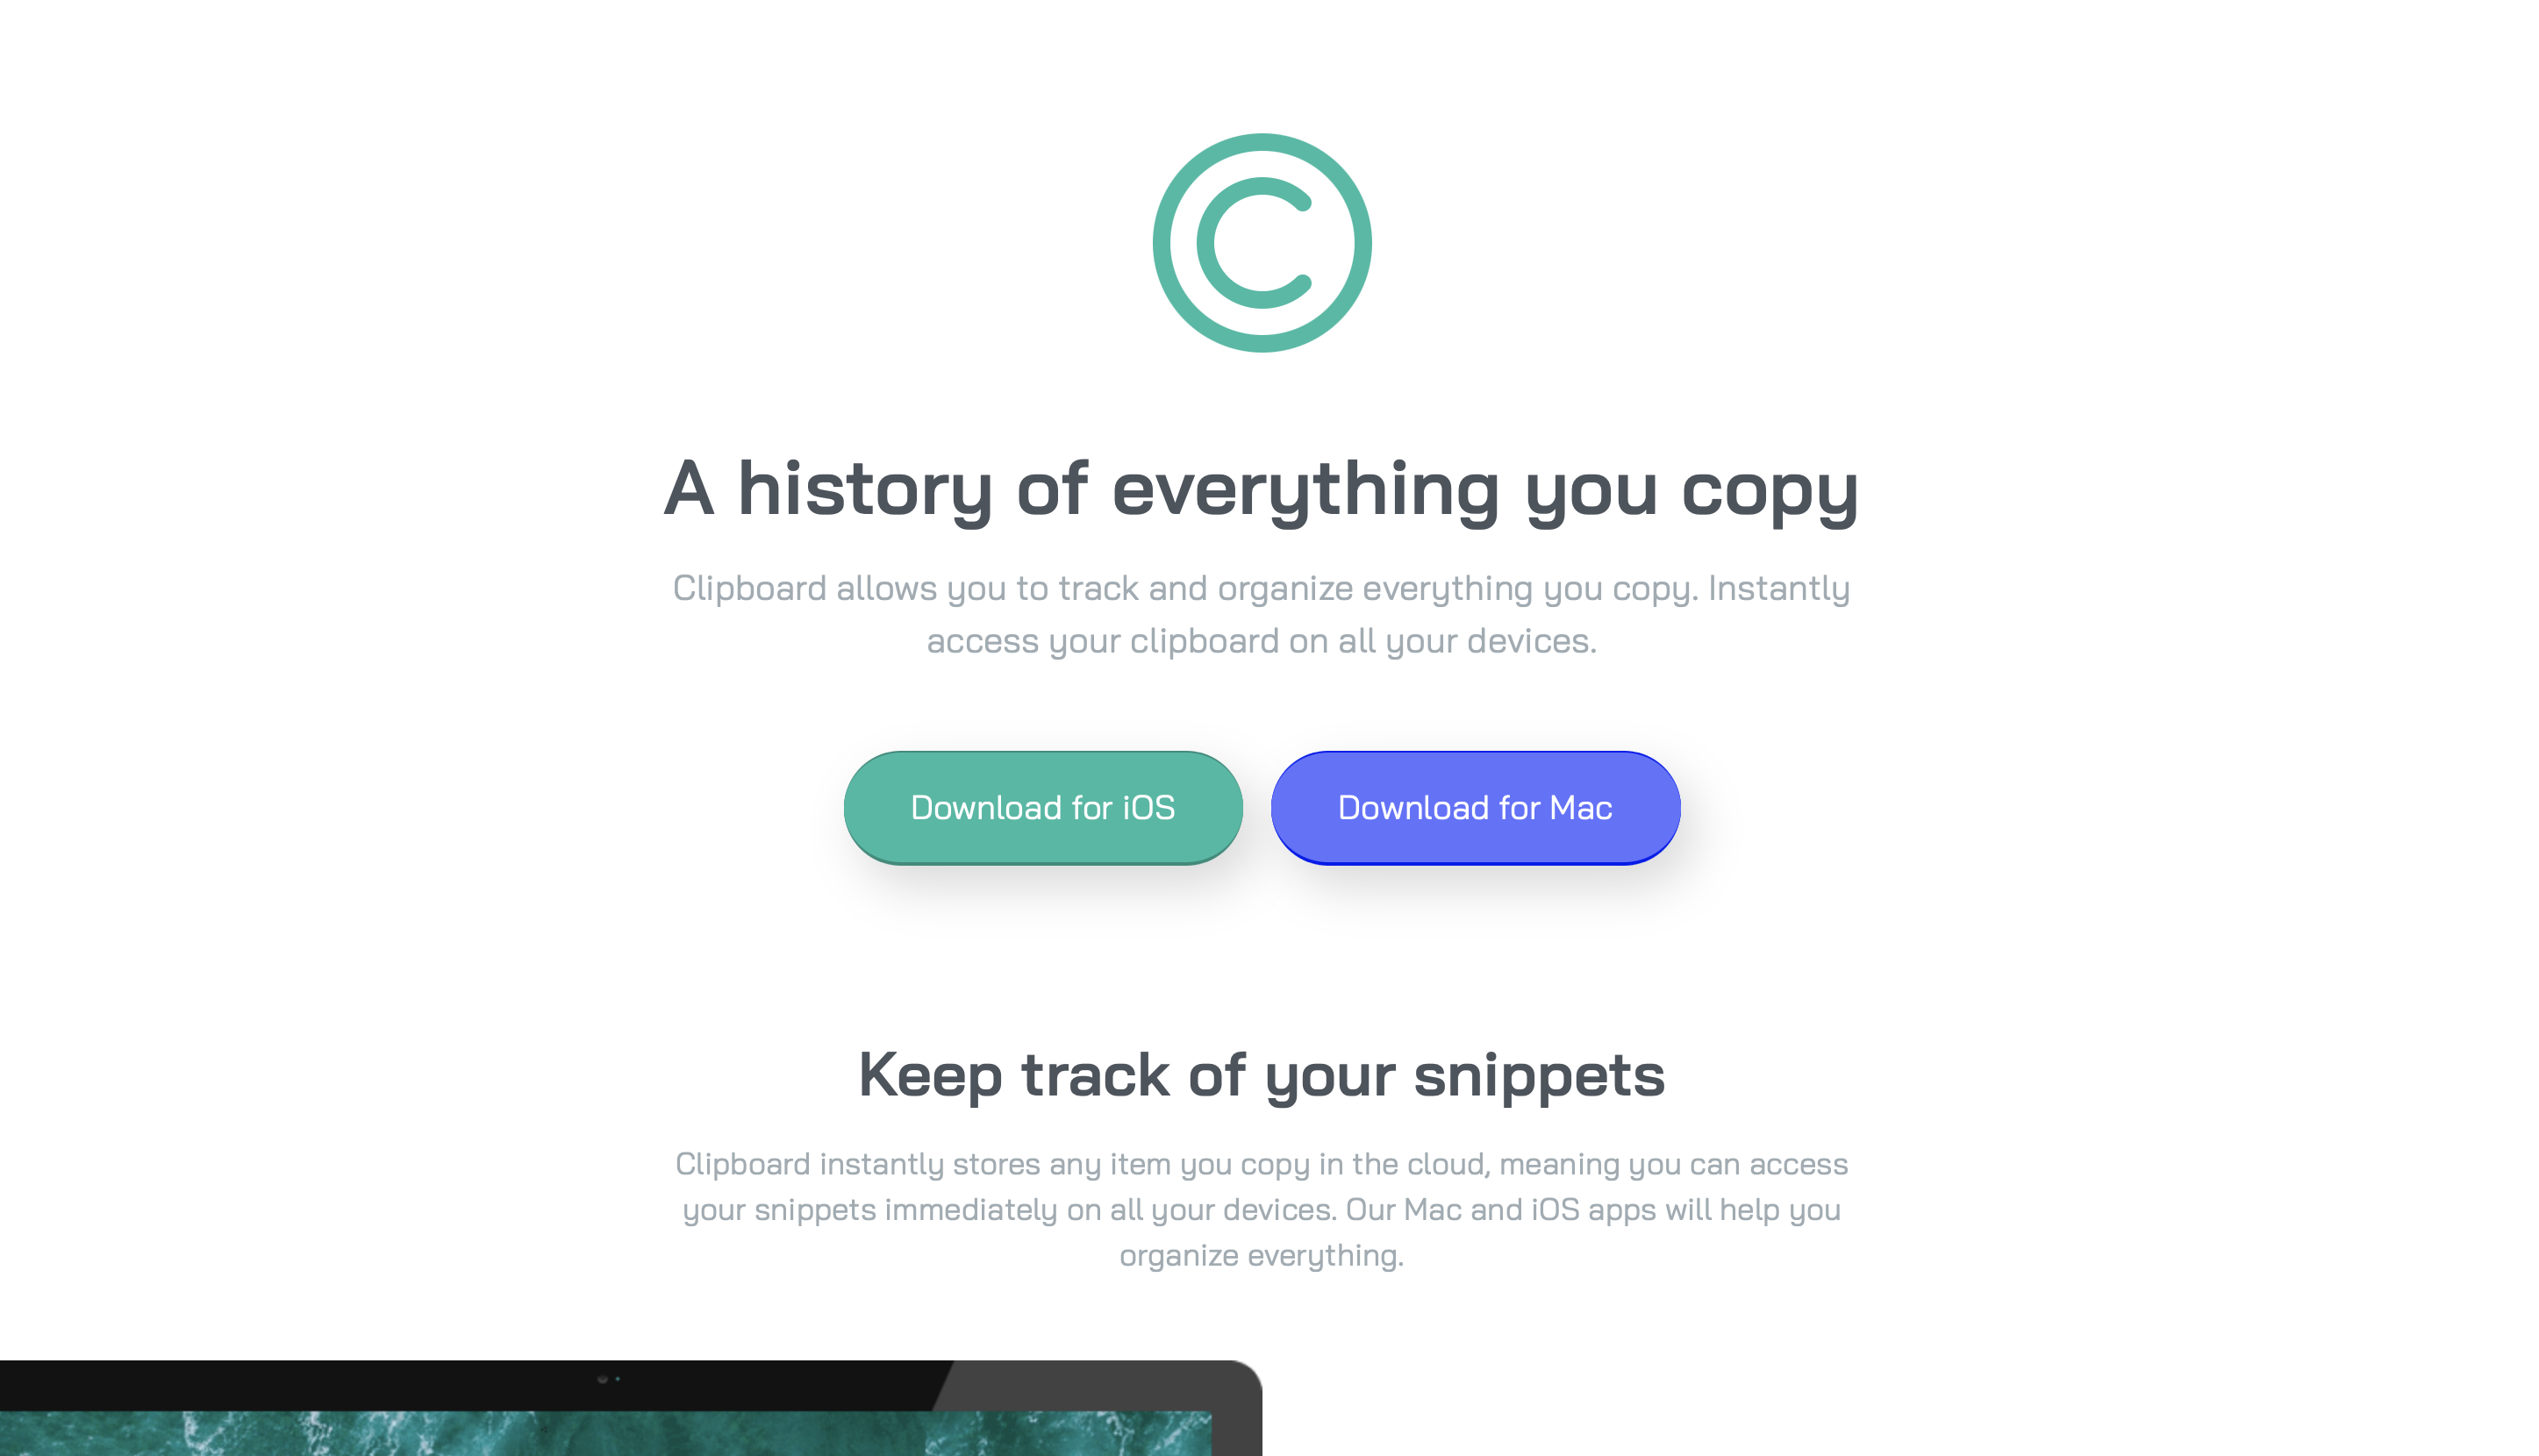 ©
A history of everything you copy
Clipboard allows you to track and organize everything you copy. Instantly
access your clipboard on all your devices.
Download for iOS
Download for Mac
Keep track of your snippets
Clipboard instantly stores any item you copy in the cloud, meaning you can access
your snippets immediately on all your devices. Our Mac and iOS apps will help you
organize everything.